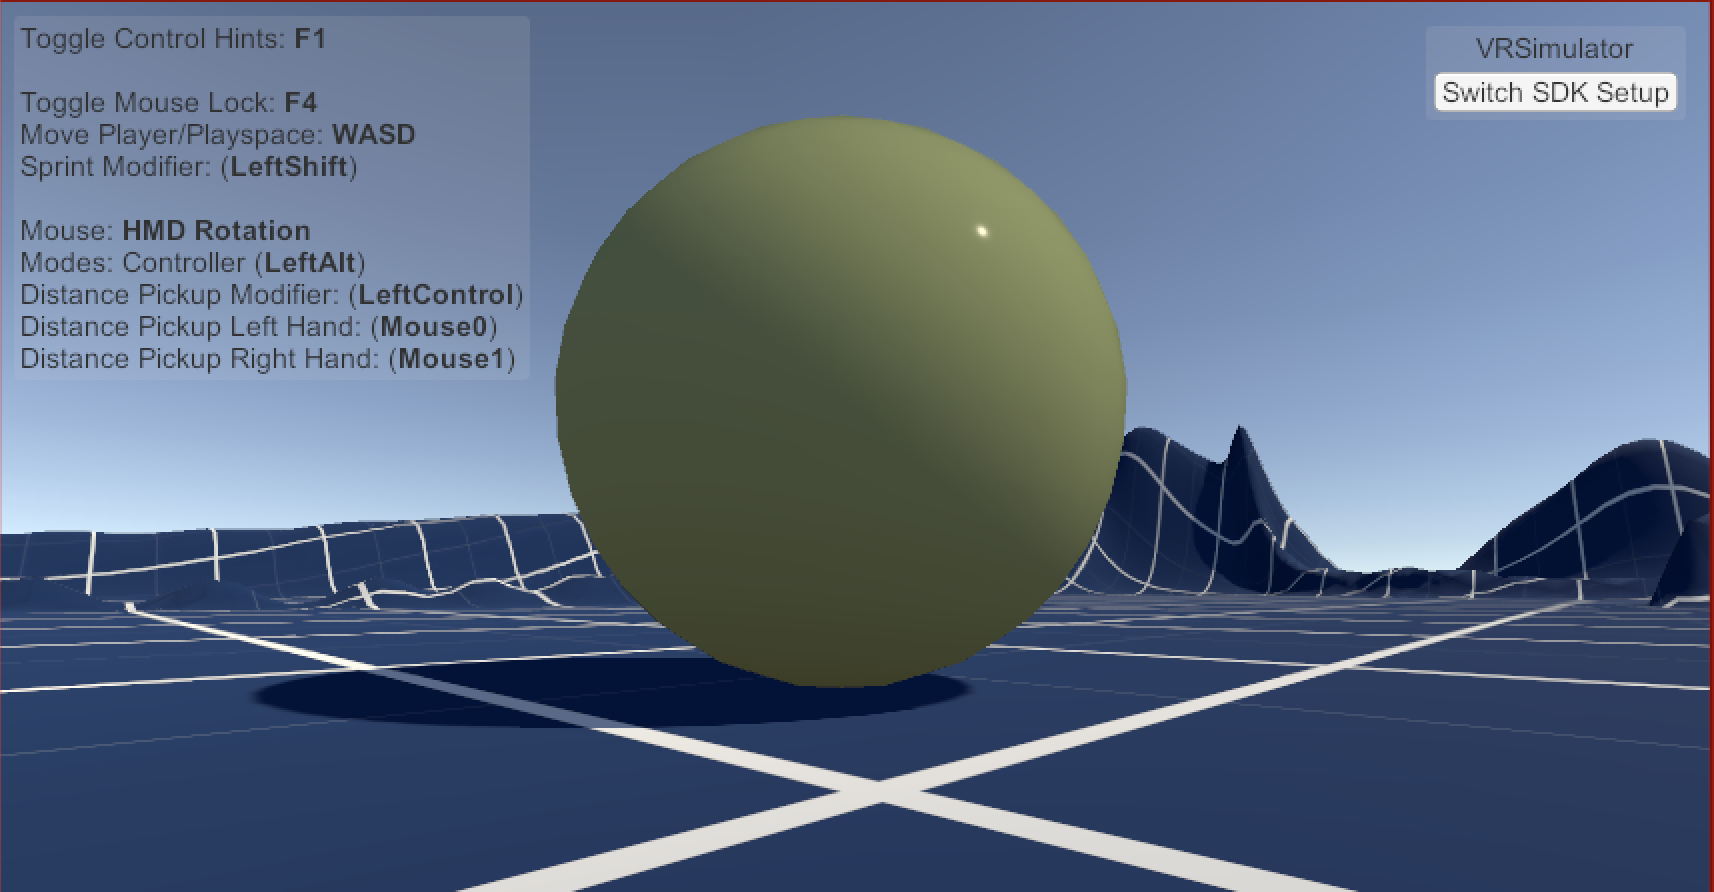 Toggle Control Hints: F1
Toggle Mouse Lock: F4
Move Player/Playspace: WASD
Sprint Modifier: (LeftShift)
Mouse: HMD Rotation
Modes: Controller (LeftAlt)
Distance Pickup Modifier: (LeftControl)
Distance Pickup Left Hand: (Mouse0)
Distance Pickup Right Hand: (Mouse1)
VRSimulator
Switch SDK Setup